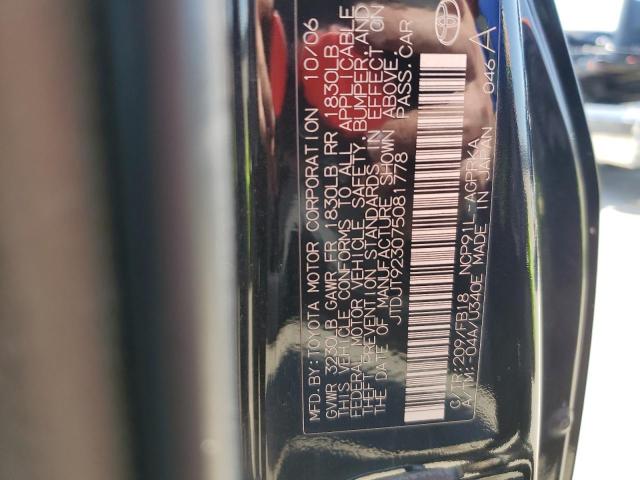 MFD.BY:TOYOTA MOTOR CORPORATION 10/06
GVWR 3230LB GAWR FR 1830LB RR 1830LB
THIS VEHICLE CONFORMS TO ALL APPLICABLE
FEDERAL MOTOR VEHICLE SAFETY, BUMPER, AND
THEFT PREVENTION STANDARDS IN EFFECT ON
THE DATE OF MANUFACTURE SHOWN ABOVE.
JTDJT923075081778 PASS.CAR
C/TR:209/FB18 NCP91L-AGPRKA
A/TM:-04A/U340E MADE IN JAPAN 046A